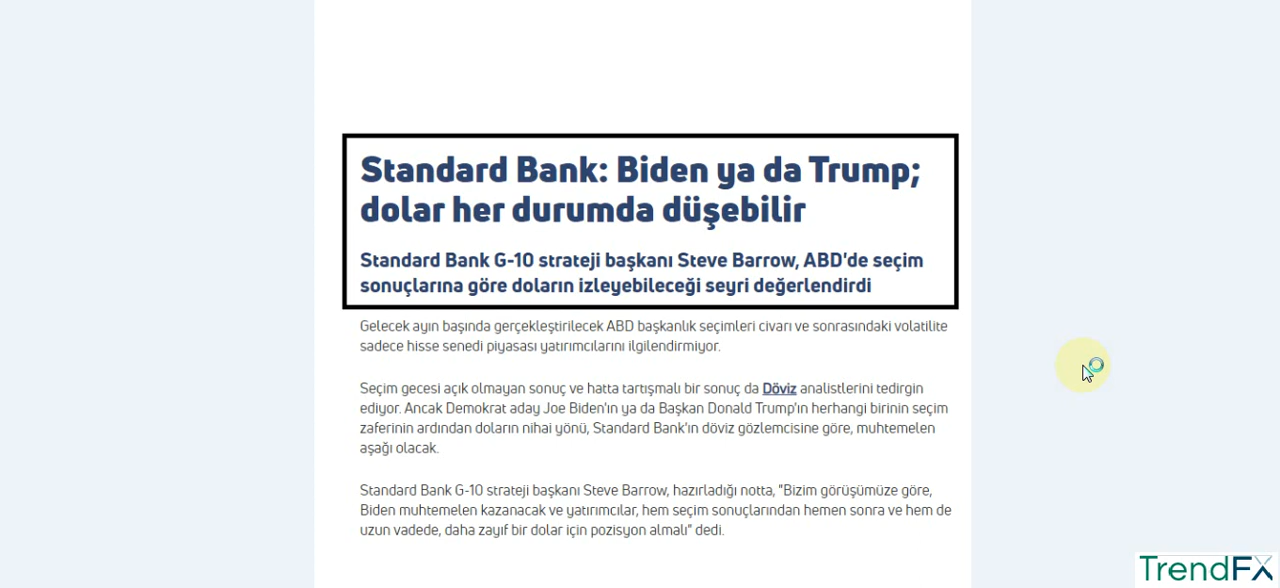 Standard Bank: Biden ya da Trump;
dolar her durumda düşebilir
Standard Bank G-10 strateji başkanı Steve Barrow, ABD'de seçim
sonuçlarına göre doların izleyebileceği seyri değerlendirdi
Gelecek ayın başında gerçekleştirilecek ABD başkanlık seçimleri civarı ve sonrasındaki volatilite
sadece hisse senedi piyasası yatırımcılarını ilgilendirmiyor.
Seçim gecesi açık olmayan sonuç ve hatta tartışmalı bir sonuç da Döviz analistlerini tedirgin
ediyor. Ancak Demokrat aday Joe Biden'ın ya da Başkan Donald Trump'ın herhangi birinin seçim
zaferinin ardından doların nihai yönü, Standard Bank'ın döviz gözlemcisine göre, muhtemelen
aşağı olacak.
Standard Bank G-10 strateji başkanı Steve Barrow, hazırladığı notta, "Bizim görüşümüze göre,
Biden muhtemelen kazanacak ve yatırımcılar, hem seçim sonuçlarından hemen sonra ve hem de
uzun vadede, daha zayıf bir dolar için pozisyon almalı" dedi.
TrendFX